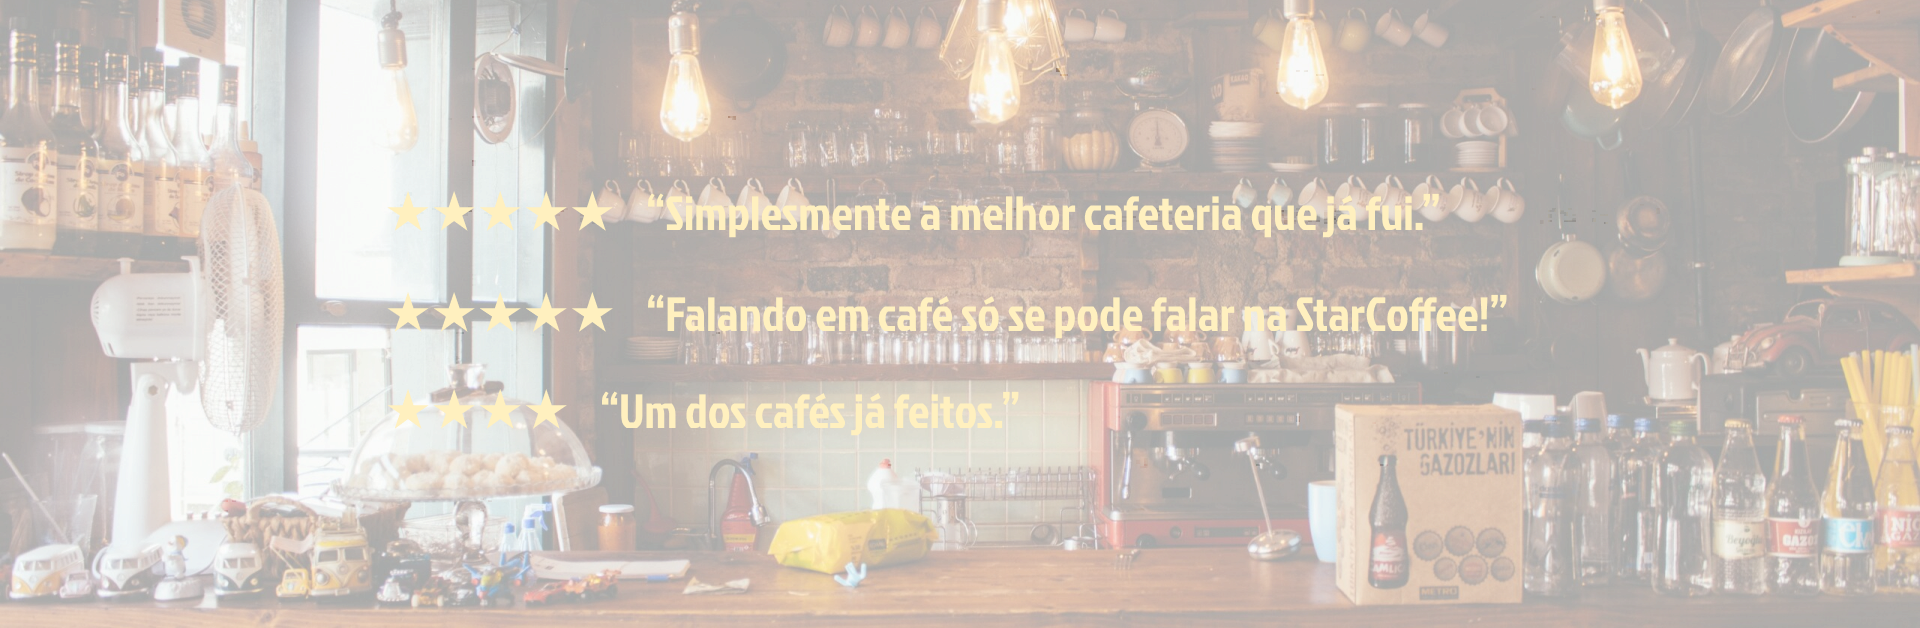 ★★★★★ “Simplesmente a melhor cafeteria que já fui.”
★★★★★ “Falando em café só se pode falar na StarCoffee!”
★★★★ “Um dos cafés já feitos.”
TÜRKİYE'NİN
GAZOZLARI
METRO